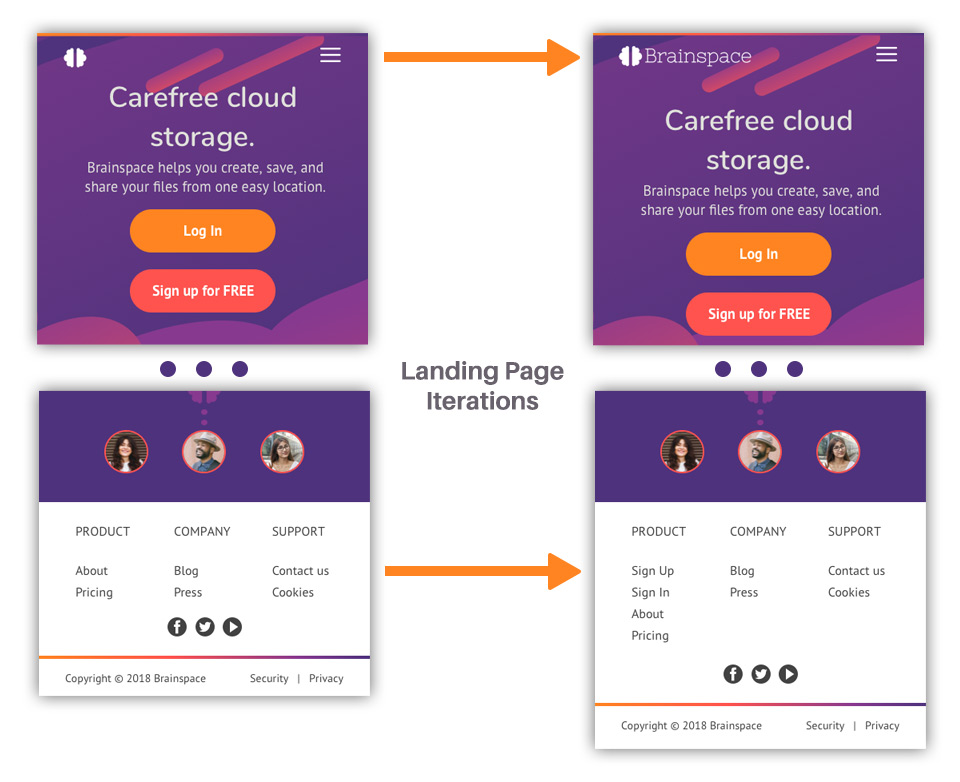 Carefree cloud
storage.
Brainspace helps you create, save, and
share your files from one easy location.
Log In
Sign up for FREE
Brainspace
Carefree cloud
storage.
Brainspace helps you create, save, and
share your files from one easy location.
Log In
Sign up for FREE
Landing Page
Iterations
PRODUCT COMPANY SUPPORT
About Blog Contact us
Pricing Press Cookies
Copyright © 2018 Brainspace Security | Privacy
PRODUCT COMPANY SUPPORT
Sign Up Blog Contact us
Sign In Press Cookies
About
Pricing
Copyright © 2018 Brainspace Security | Privacy